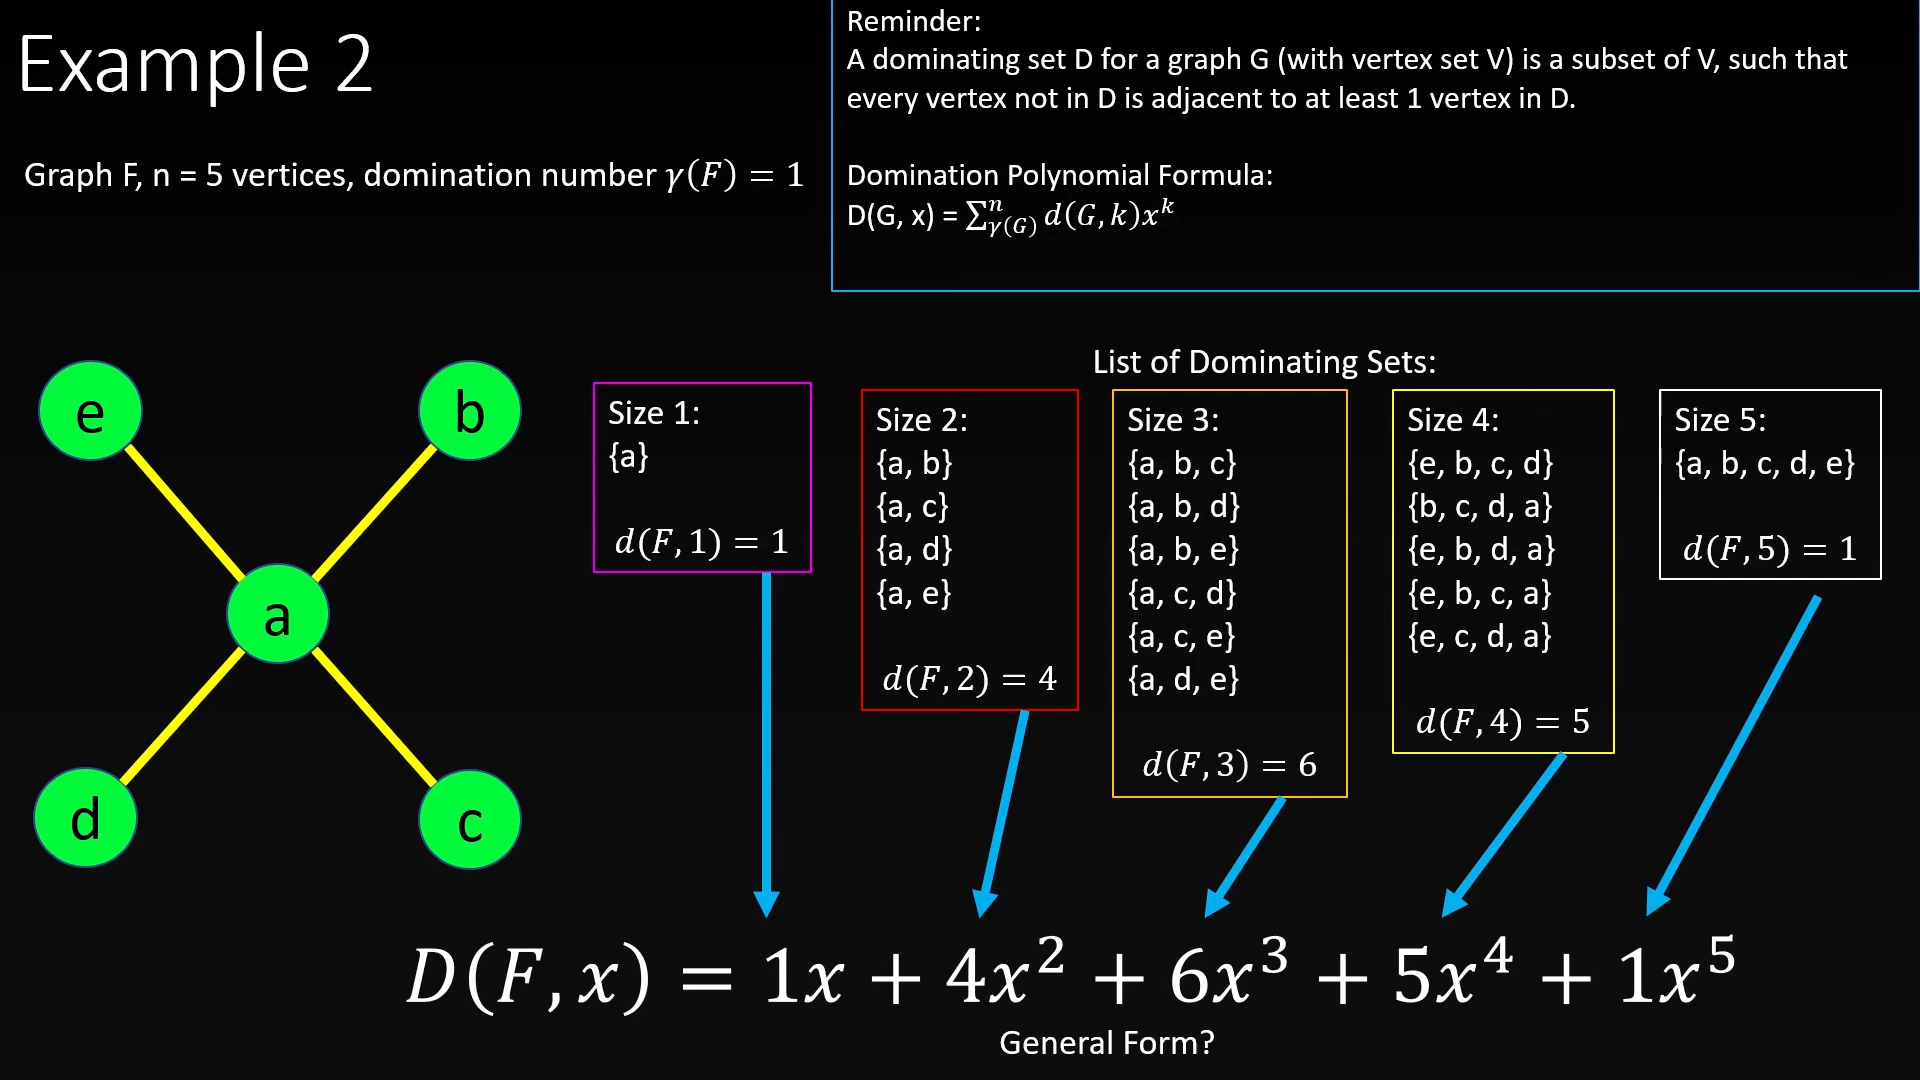 Example 2
Graph F, n = 5 vertices, domination number γ(F) = 1
Reminder:
A dominating set D for a graph G (with vertex set V) is a subset of V, such that
every vertex not in D is adjacent to at least 1 vertex in D.
Domination Polynomial Formula:
D(G, x) = ∑ⁿ_γ(G) d(G, k)xᵏ
e
b
a
d
c
List of Dominating Sets:
Size 1:
{a}
d(F, 1) = 1
Size 2:
{a, b}
{a, c}
{a, d}
{a, e}
d(F, 2) = 4
Size 3:
{a, b, c}
{a, b, d}
{a, b, e}
{a, c, d}
{a, c, e}
{a, d, e}
d(F, 3) = 6
Size 4:
{e, b, c, d}
{b, c, d, a}
{e, b, d, a}
{e, b, c, a}
{e, c, d, a}
d(F, 4) = 5
Size 5:
{a, b, c, d, e}
d(F, 5) = 1
D(F, x) = 1x + 4x² + 6x³ + 5x⁴ + 1x⁵
General Form?